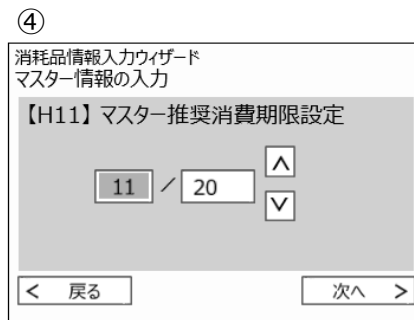 ④
消耗品情報入力ウィザード
マスター情報の入力
【H11】マスター推奨消費期限設定
11 / 20
∧
∨
< 戻る
次へ >